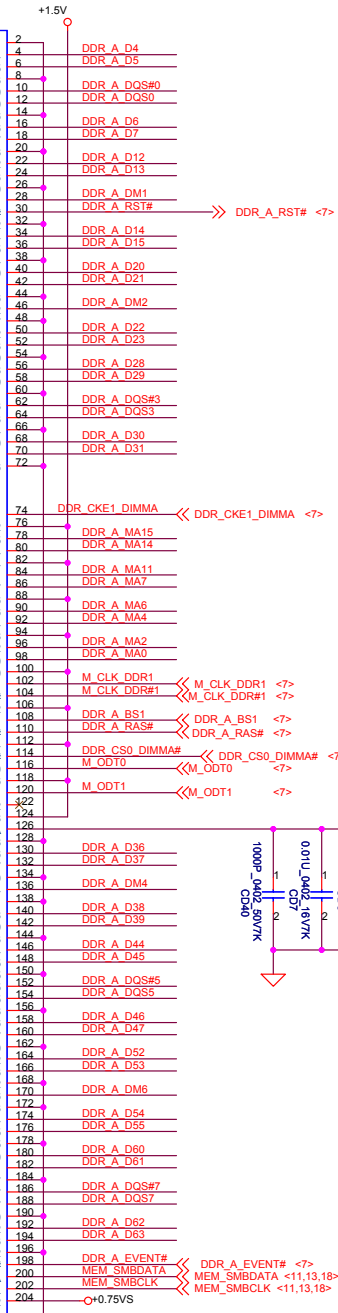 +1.5V
2
4 DDR_A_D4
6 DDR_A_D5
8
10 DDR_A_DQS#0
12 DDR_A_DQS0
14
16 DDR_A_D6
18 DDR_A_D7
20
22 DDR_A_D12
24 DDR_A_D13
26
28 DDR_A_DM1
30 DDR_A_RST# DDR_A_RST# <7>
32
34 DDR_A_D14
36 DDR_A_D15
38
40 DDR_A_D20
42 DDR_A_D21
44
46 DDR_A_DM2
48
50 DDR_A_D22
52 DDR_A_D23
54
56 DDR_A_D28
58 DDR_A_D29
60
62 DDR_A_DQS#3
64 DDR_A_DQS3
66
68 DDR_A_D30
70 DDR_A_D31
72
74 DDR_CKE1_DIMMA DDR_CKE1_DIMMA <7>
76
78 DDR_A_MA15
80 DDR_A_MA14
82
84 DDR_A_MA11
86 DDR_A_MA7
88
90 DDR_A_MA6
92 DDR_A_MA4
94
96 DDR_A_MA2
98 DDR_A_MA0
100
102 M_CLK_DDR1 M_CLK_DDR1 <7>
104 M_CLK_DDR#1 M_CLK_DDR#1 <7>
106
108 DDR_A_BS1 DDR_A_BS1 <7>
110 DDR_A_RAS# DDR_A_RAS# <7>
112
114 DDR_CS0_DIMMA# DDR_CS0_DIMMA# <7
116 M_ODT0 M_ODT0 <7>
118
120 M_ODT1 M_ODT1 <7>
122
124
126
128
130 DDR_A_D36
132 DDR_A_D37
134
136 DDR_A_DM4
138
140 DDR_A_D38
142 DDR_A_D39
144
146 DDR_A_D44
148 DDR_A_D45
150
152 DDR_A_DQS#5
154 DDR_A_DQS5
156
158 DDR_A_D46
160 DDR_A_D47
162
164 DDR_A_D52
166 DDR_A_D53
168
170 DDR_A_DM6
172
174 DDR_A_D54
176 DDR_A_D55
178
180 DDR_A_D60
182 DDR_A_D61
184
186 DDR_A_DQS#7
188 DDR_A_DQS7
190
192 DDR_A_D62
194 DDR_A_D63
196
198 DDR_A_EVENT# DDR_A_EVENT# <7>
200 MEM_SMBDATA MEM_SMBDATA <11,13,18>
202 MEM_SMBCLK MEM_SMBCLK <11,13,18>
204 +0.75VS
1000P_0402_50V7K
CD40
1
2
0.01U_0402_16V7K
CD7
1
2